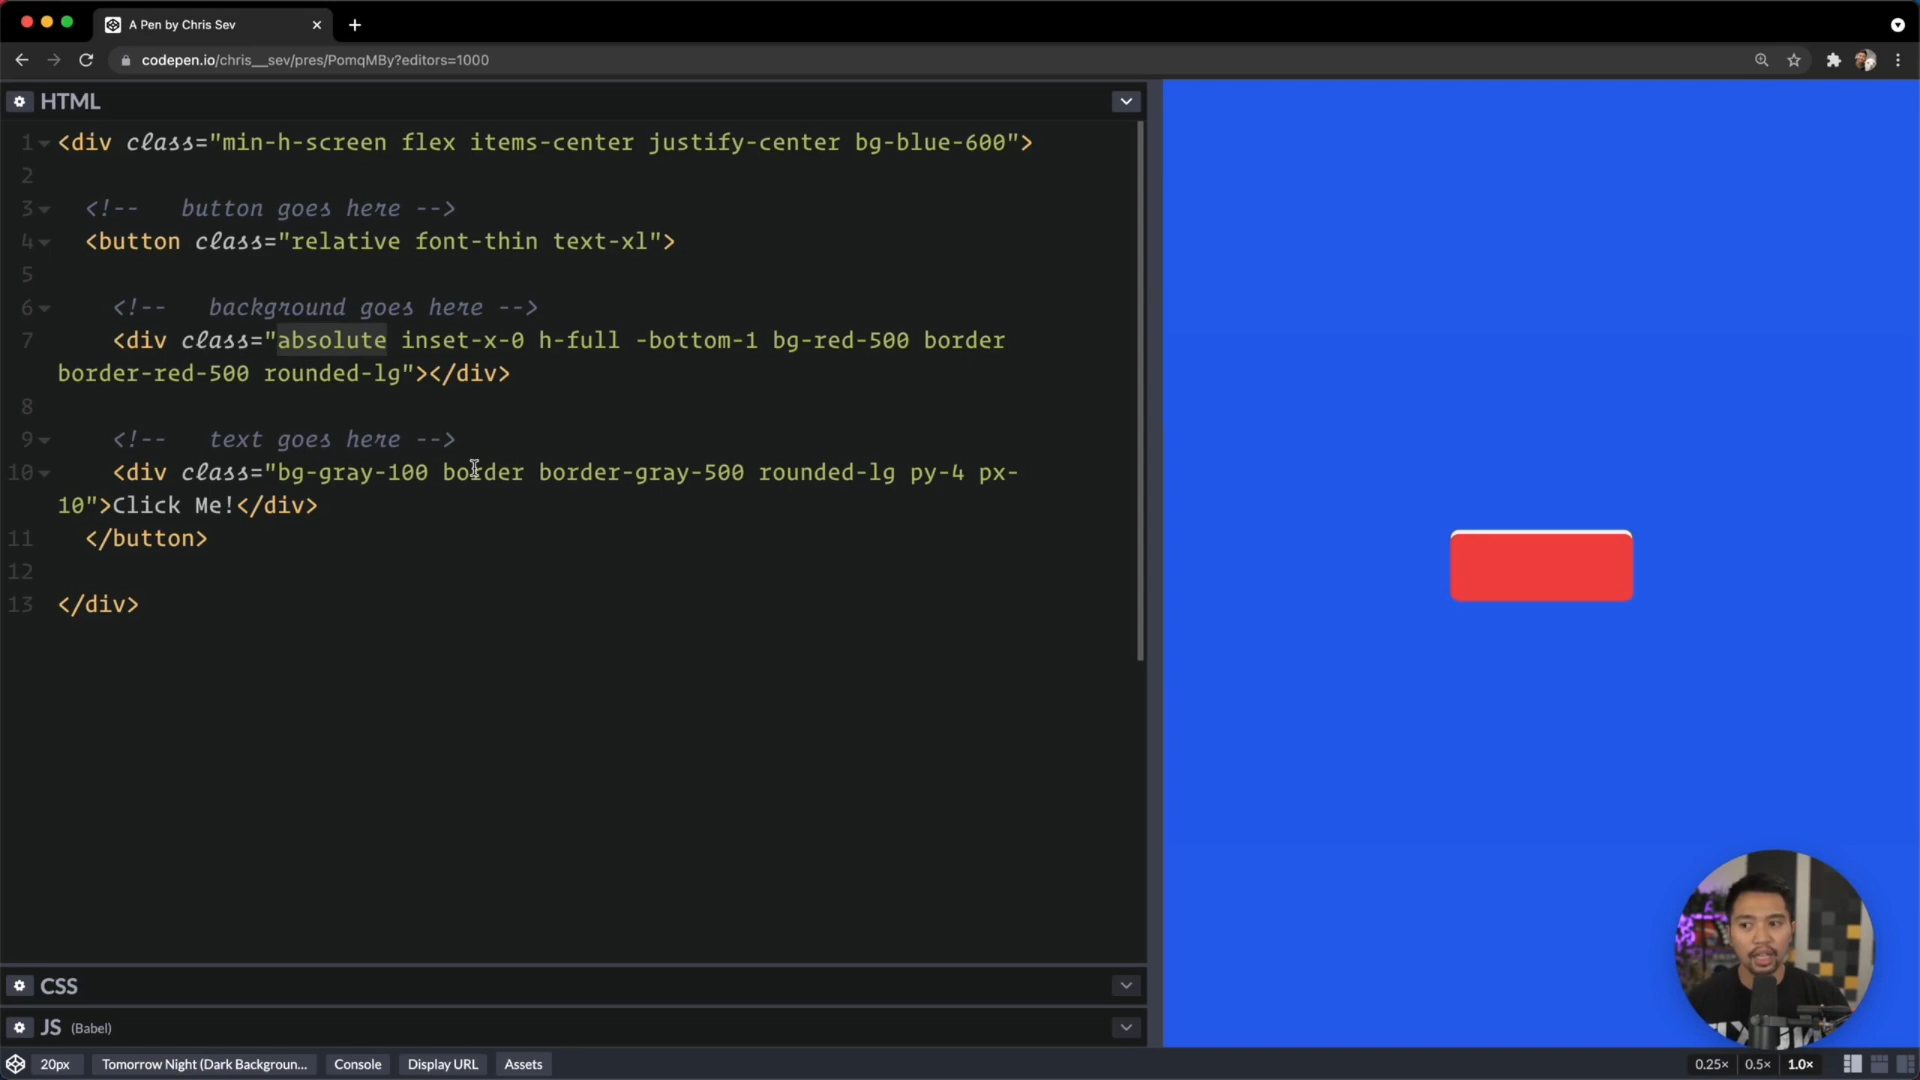 A Pen by Chris Sev
codepen.io/chris__sev/pres/PomqMBy?editors=1000
HTML
1 <div class="min-h-screen flex items-center justify-center bg-blue-600">
2
3 <!--   button goes here -->
4 <button class="relative font-thin text-xl">
5
6 <!--   background goes here -->
7 <div class="absolute inset-x-0 h-full -bottom-1 bg-red-500 border
border-red-500 rounded-lg"></div>
8
9 <!--   text goes here -->
10 <div class="bg-gray-100 border border-gray-500 rounded-lg py-4 px-
10">Click Me!</div>
11 </button>
12
13 </div>
CSS
JS (Babel)
20px Tomorrow Night (Dark Backgroun... Console Display URL Assets 0.25× 0.5× 1.0×